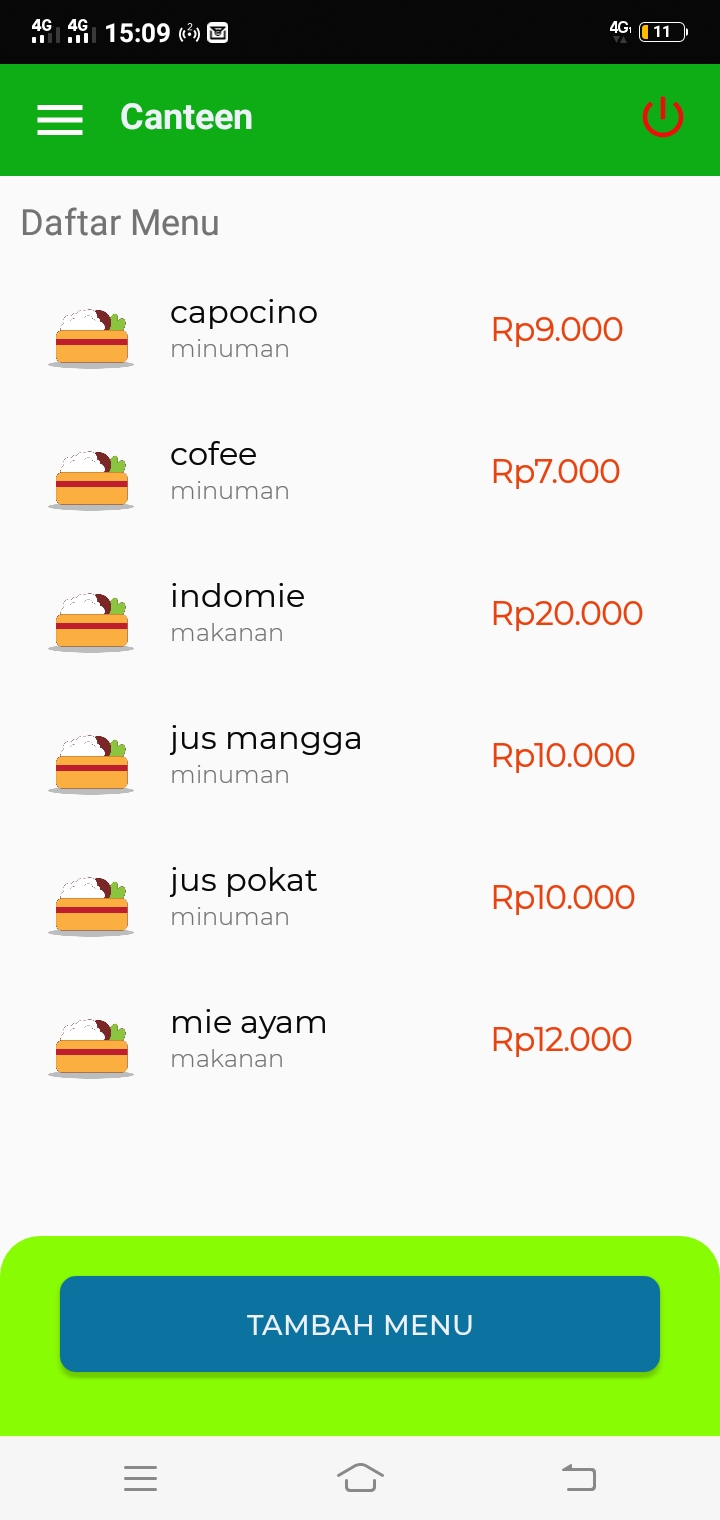 4G 4G 15:09 2 4G 11
Canteen
Daftar Menu
capocino
minuman
Rp9.000
cofee
minuman
Rp7.000
indomie
makanan
Rp20.000
jus mangga
minuman
Rp10.000
jus pokat
minuman
Rp10.000
mie ayam
makanan
Rp12.000
TAMBAH MENU